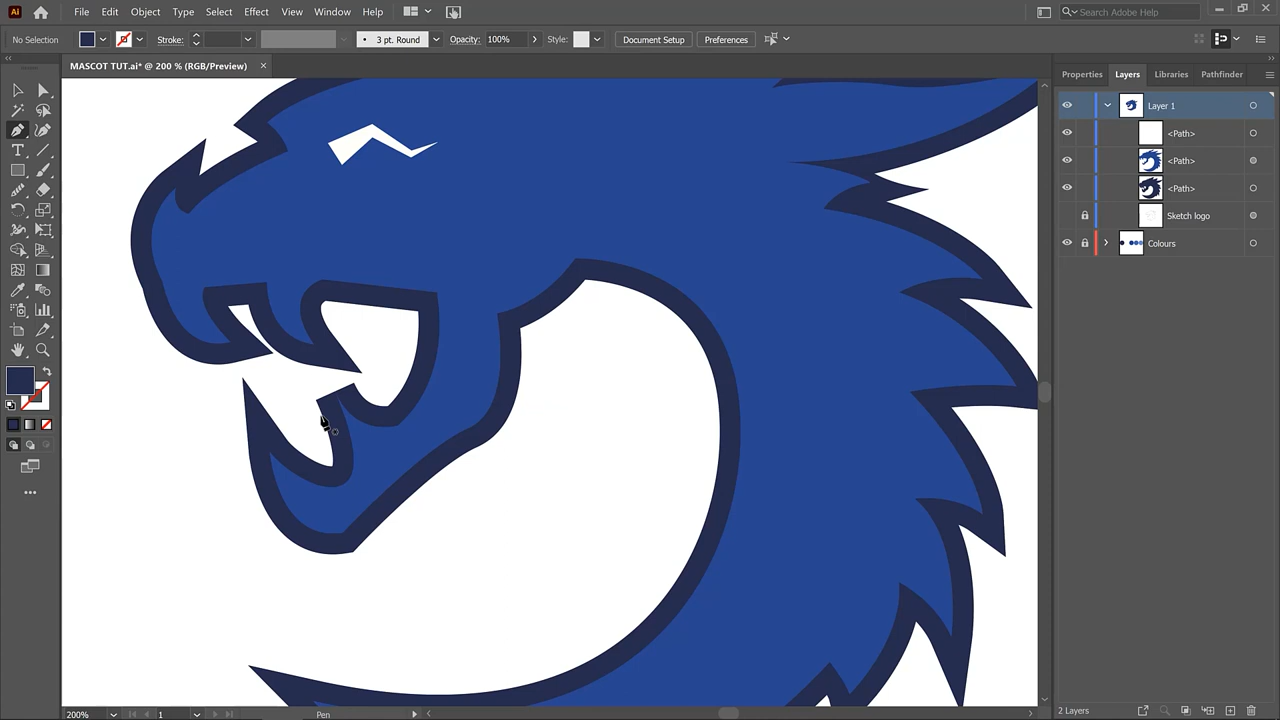 Ai File Edit Object Type Select Effect View Window Help Search Adobe Help
No Selection Stroke: 3 pt. Round Opacity: 100% Style: Document Setup Preferences
MASCOT TUT.ai* @ 200 % (RGB/Preview) Properties Layers Libraries Pathfinder
Layer 1
<Path>
<Path>
<Path>
Sketch logo
Colours
200% 1 Pen 2 Layers